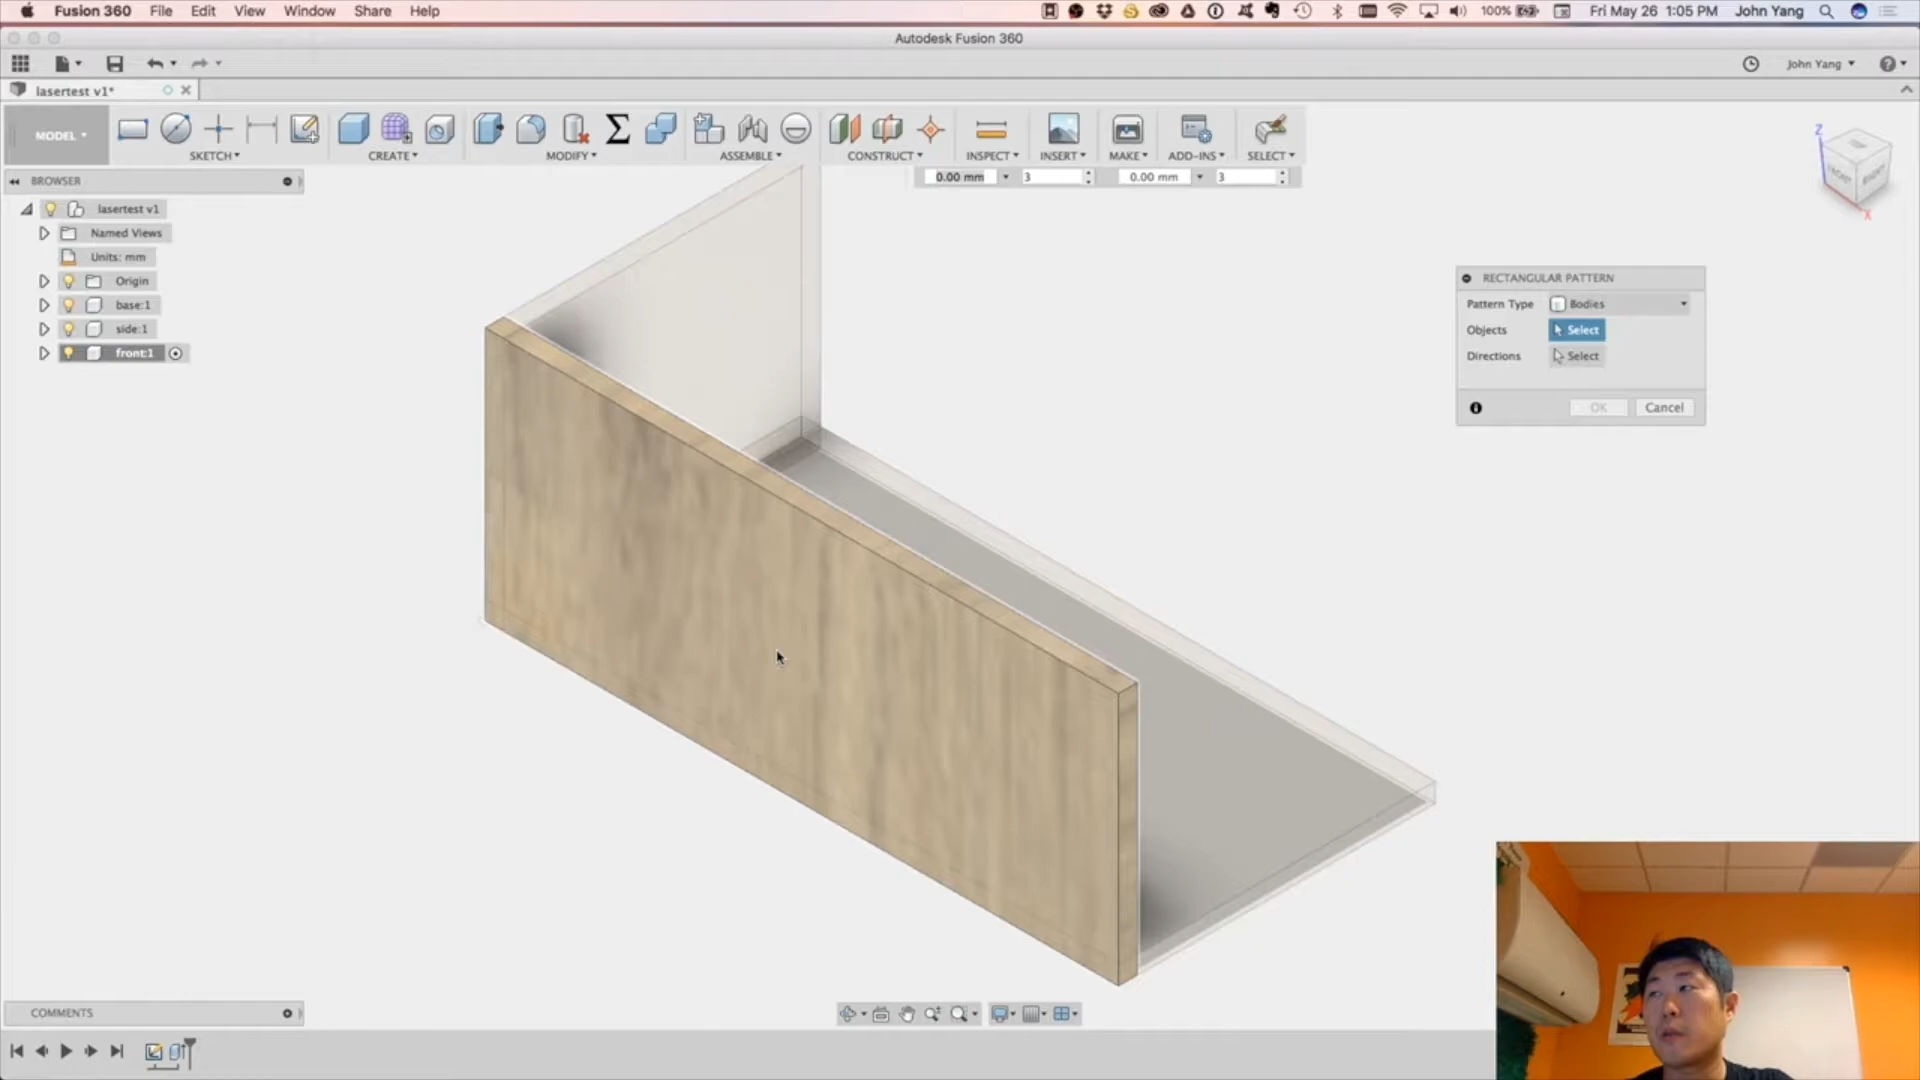 Fusion 360 File Edit View Window Share Help 100% Fri May 26 1:05 PM John Yang
Autodesk Fusion 360
John Yang
lasertest v1*
MODEL
SKETCH CREATE MODIFY ASSEMBLE CONSTRUCT INSPECT INSERT MAKE ADD-INS SELECT
0.00 mm 3 0.00 mm 3
BROWSER
lasertest v1
Named Views
Units: mm
Origin
base:1
side:1
front:1
Z
FRONT RIGHT
X
RECTANGULAR PATTERN
Pattern Type Bodies
Objects Select
Directions Select
OK Cancel
COMMENTS